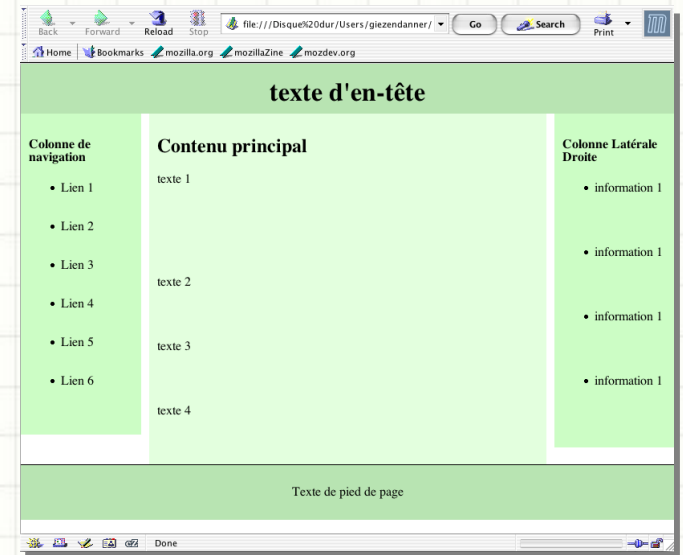 Back
Forward
Reload
Stop
file:///Disque%20dur/Users/giezendanner/
Go
Search
Print
Home
Bookmarks
mozilla.org
mozillaZine
mozdev.org
texte d'en-tête
Colonne de
navigation
Lien 1
Lien 2
Lien 3
Lien 4
Lien 5
Lien 6
Contenu principal
texte 1
texte 2
texte 3
texte 4
Colonne Latérale
Droite
information 1
information 1
information 1
information 1
Texte de pied de page
Done